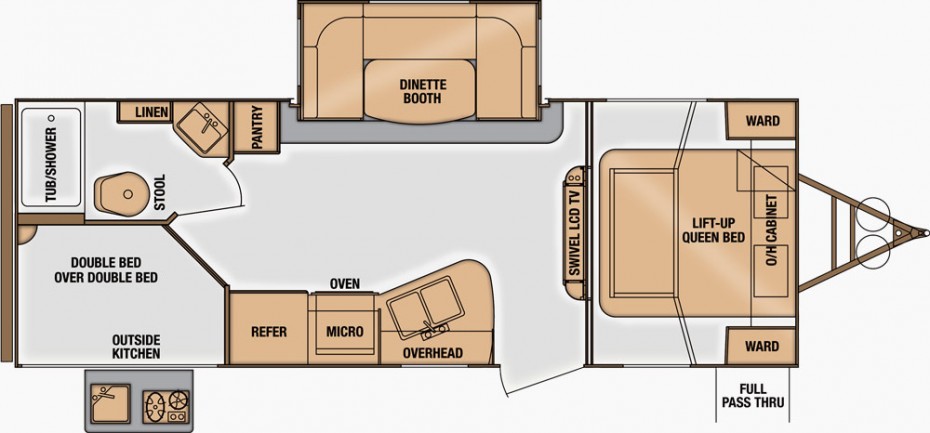 DINETTE
BOOTH
LINEN
PANTRY
TUB/SHOWER
STOOL
WARD
SWIVEL LCD TV
LIFT-UP
QUEEN BED
O/H CABINET
DOUBLE BED
OVER DOUBLE BED
OVEN
REFER
MICRO
OVERHEAD
OUTSIDE
KITCHEN
WARD
FULL
PASS THRU